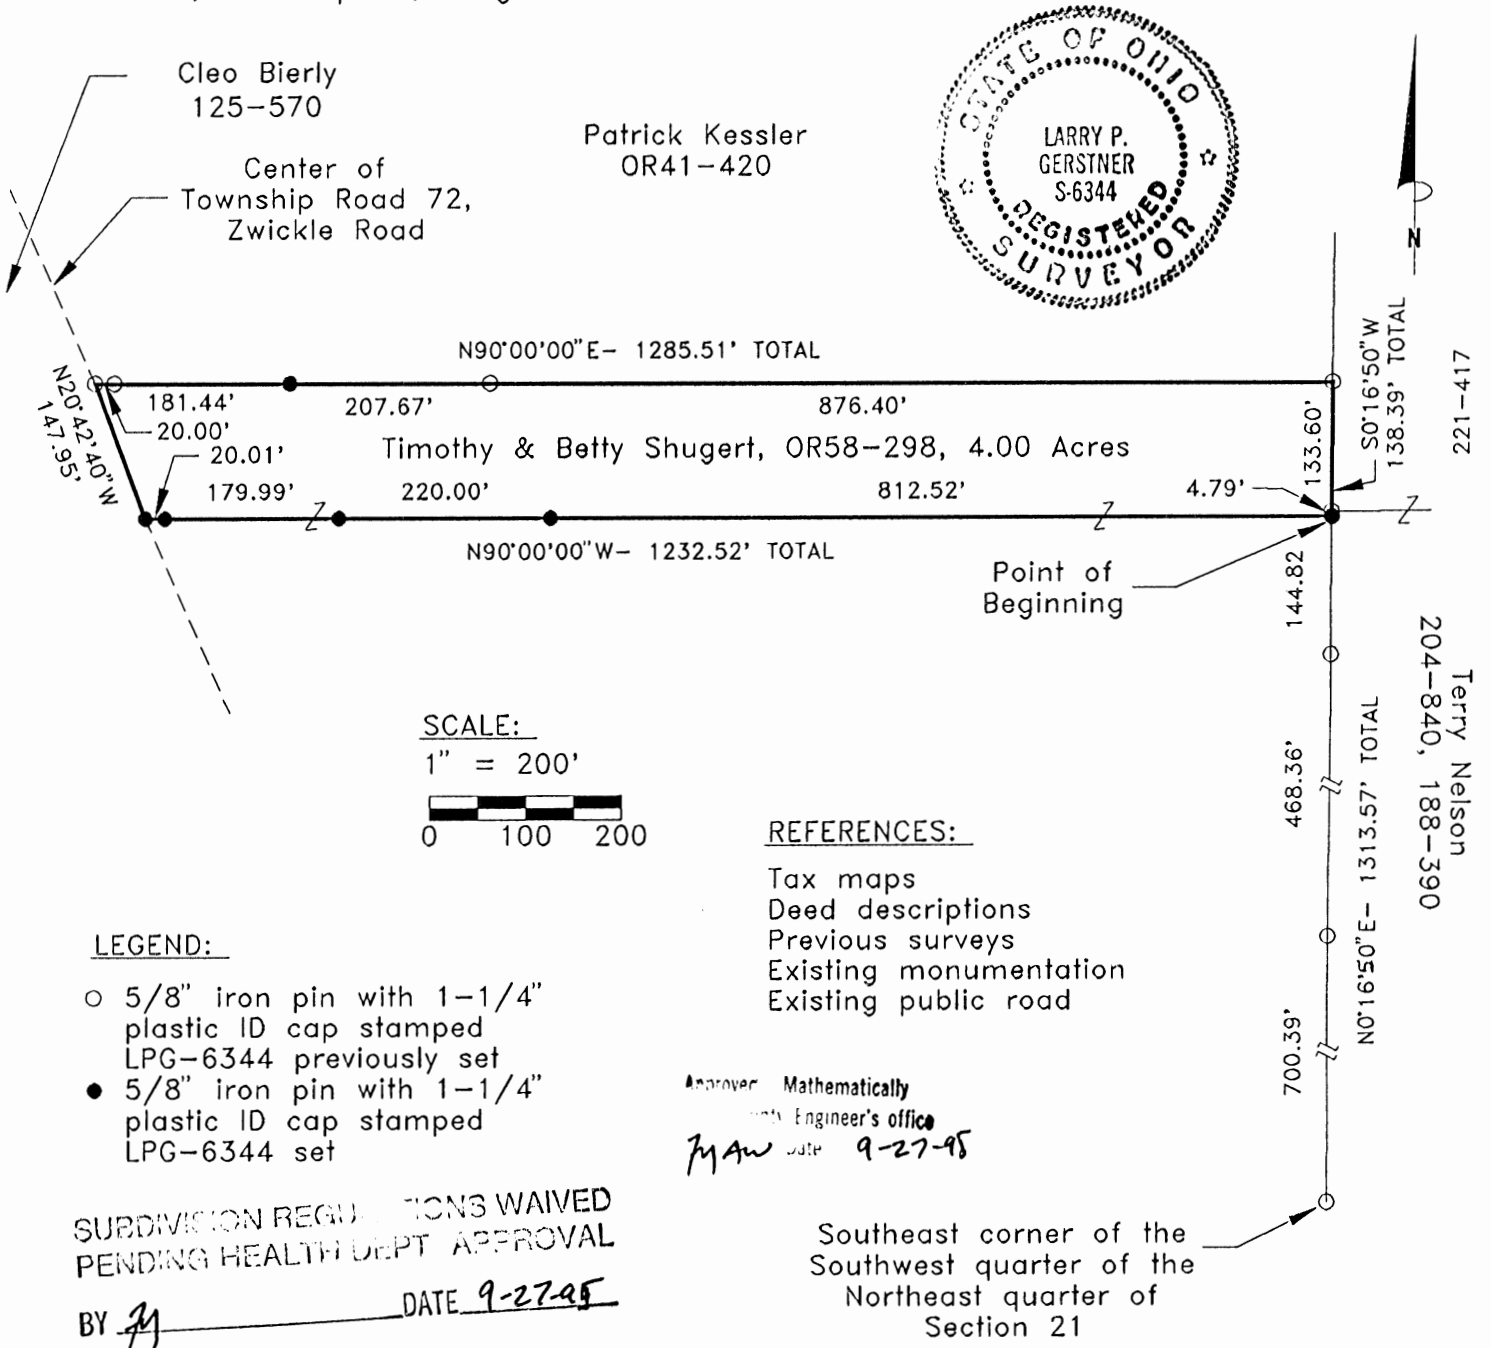 Cleo Bierly
125-570
Center of
Township Road 72,
Zwickle Road
Patrick Kessler
OR41-420
STATE OF OHIO
LARRY P.
GERSTNER
S-6344
REGISTERED
SURVEYOR
N
N90°00'00"E- 1285.51' TOTAL
S0°16'50"W
138.39' TOTAL
221-417
N20°42'40"W
147.95'
181.44'
207.67'
876.40'
133.60'
20.00'
20.01'
Timothy & Betty Shugert, OR58-298, 4.00 Acres
179.99'
220.00'
812.52'
4.79'
N90°00'00"W- 1232.52' TOTAL
Point of
Beginning
144.82
Terry Nelson
204-840, 188-390
468.36'
N0°16'50"E- 1313.57' TOTAL
700.39'
SCALE:
1" = 200'
0 100 200
REFERENCES:
Tax maps
Deed descriptions
Previous surveys
Existing monumentation
Existing public road
LEGEND:
○ 5/8" iron pin with 1-1/4"
plastic ID cap stamped
LPG-6344 previously set
● 5/8" iron pin with 1-1/4"
plastic ID cap stamped
LPG-6344 set
Mathematically
Engineer's office
Date 9-27-95
SUBDIVISION REGULATIONS WAIVED
PENDING HEALTH DEPT APPROVAL
BY DATE 9-27-95
Southeast corner of the
Southwest quarter of the
Northeast quarter of
Section 21